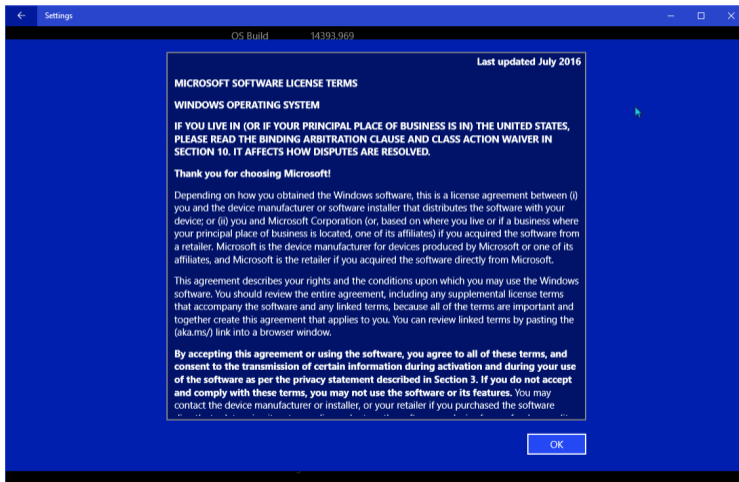 Settings
OS Build 14393.969
Last updated July 2016
MICROSOFT SOFTWARE LICENSE TERMS
WINDOWS OPERATING SYSTEM
IF YOU LIVE IN (OR IF YOUR PRINCIPAL PLACE OF BUSINESS IS IN) THE UNITED STATES,
PLEASE READ THE BINDING ARBITRATION CLAUSE AND CLASS ACTION WAIVER IN
SECTION 10. IT AFFECTS HOW DISPUTES ARE RESOLVED.
Thank you for choosing Microsoft!
Depending on how you obtained the Windows software, this is a license agreement between (i)
you and the device manufacturer or software installer that distributes the software with your
device; or (ii) you and Microsoft Corporation (or, based on where you live or if a business where
your principal place of business is located, one of its affiliates) if you acquired the software from
a retailer. Microsoft is the device manufacturer for devices produced by Microsoft or one of its
affiliates, and Microsoft is the retailer if you acquired the software directly from Microsoft.
This agreement describes your rights and the conditions upon which you may use the Windows
software. You should review the entire agreement, including any supplemental license terms
that accompany the software and any linked terms, because all of the terms are important and
together create this agreement that applies to you. You can review linked terms by pasting the
(aka.ms/) link into a browser window.
By accepting this agreement or using the software, you agree to all of these terms, and
consent to the transmission of certain information during activation and during your use
of the software as per the privacy statement described in Section 3. If you do not accept
and comply with these terms, you may not use the software or its features. You may
contact the device manufacturer or installer, or your retailer if you purchased the software
OK